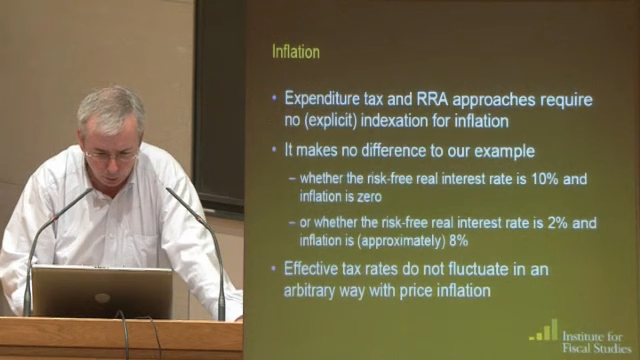 Inflation
• Expenditure tax and RRA approaches require
no (explicit) indexation for inflation
• It makes no difference to our example
– whether the risk-free real interest rate is 10% and
inflation is zero
– or whether the risk-free real interest rate is 2% and
inflation is (approximately) 8%
• Effective tax rates do not fluctuate in an
arbitrary way with price inflation
Institute for
Fiscal Studies